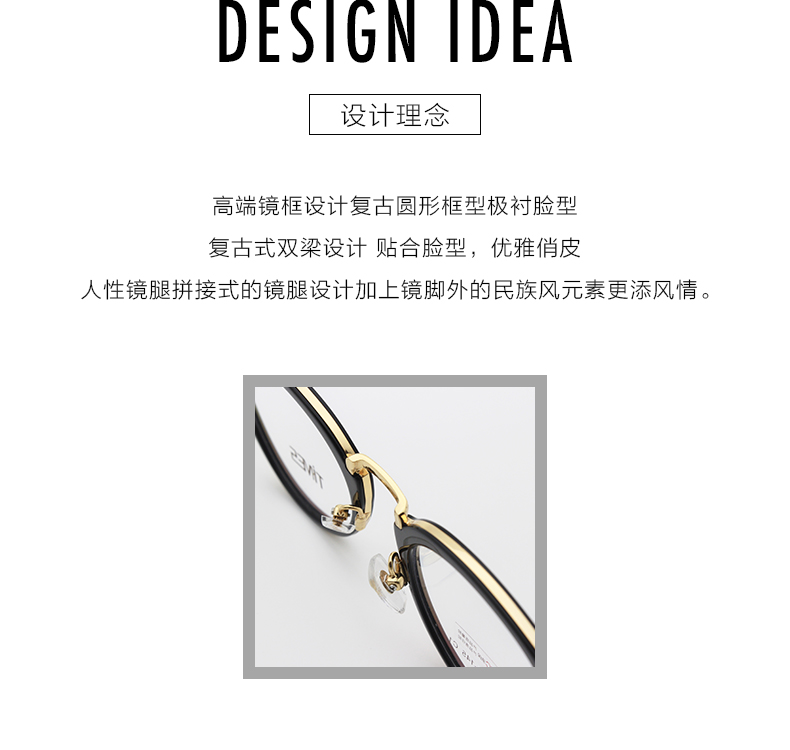 DESIGN IDEA
设计理念
高端镜框设计复古圆形框型极衬脸型
复古式双梁设计 贴合脸型，优雅俏皮
人性镜腿拼接式的镜腿设计加上镜脚外的民族风元素更添风情。
TIMES